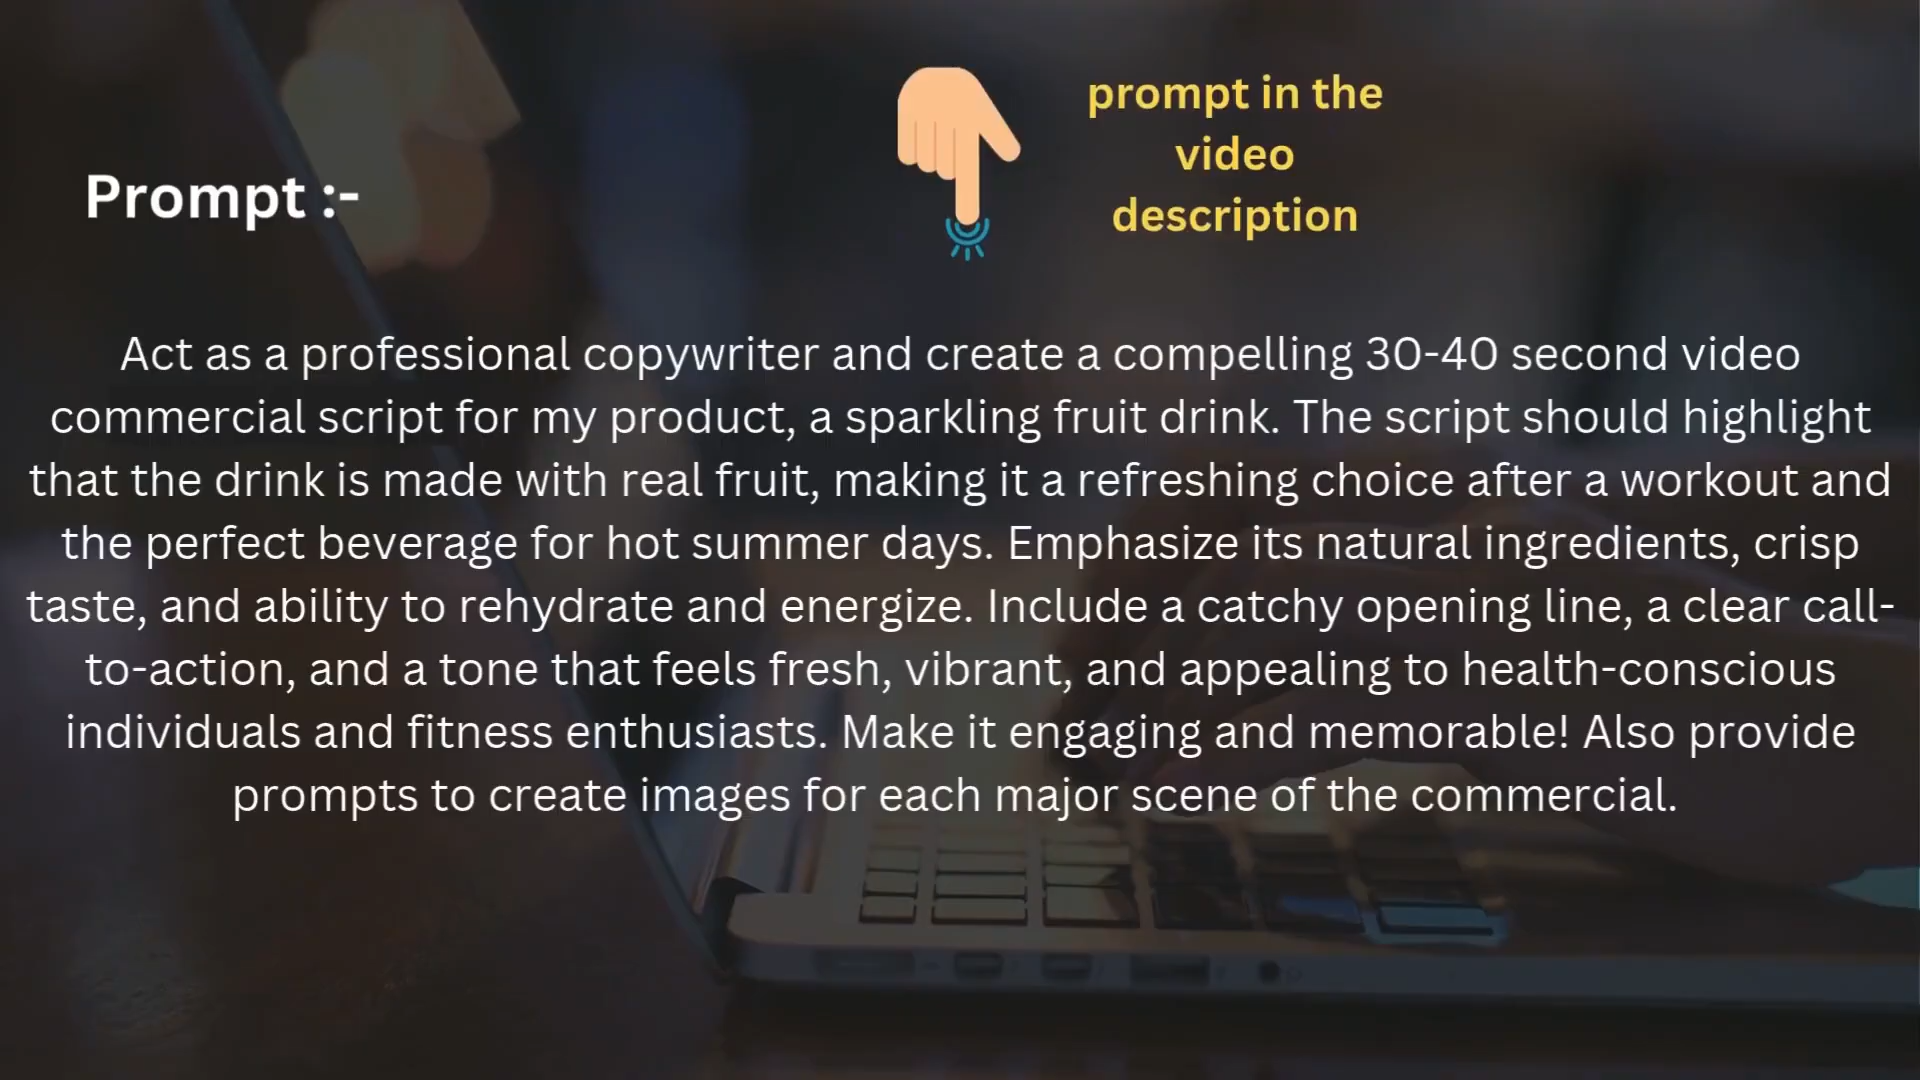 prompt in the
video
description
Prompt :-
Act as a professional copywriter and create a compelling 30-40 second video
commercial script for my product, a sparkling fruit drink. The script should highlight
that the drink is made with real fruit, making it a refreshing choice after a workout and
the perfect beverage for hot summer days. Emphasize its natural ingredients, crisp
taste, and ability to rehydrate and energize. Include a catchy opening line, a clear call-
to-action, and a tone that feels fresh, vibrant, and appealing to health-conscious
individuals and fitness enthusiasts. Make it engaging and memorable! Also provide
prompts to create images for each major scene of the commercial.